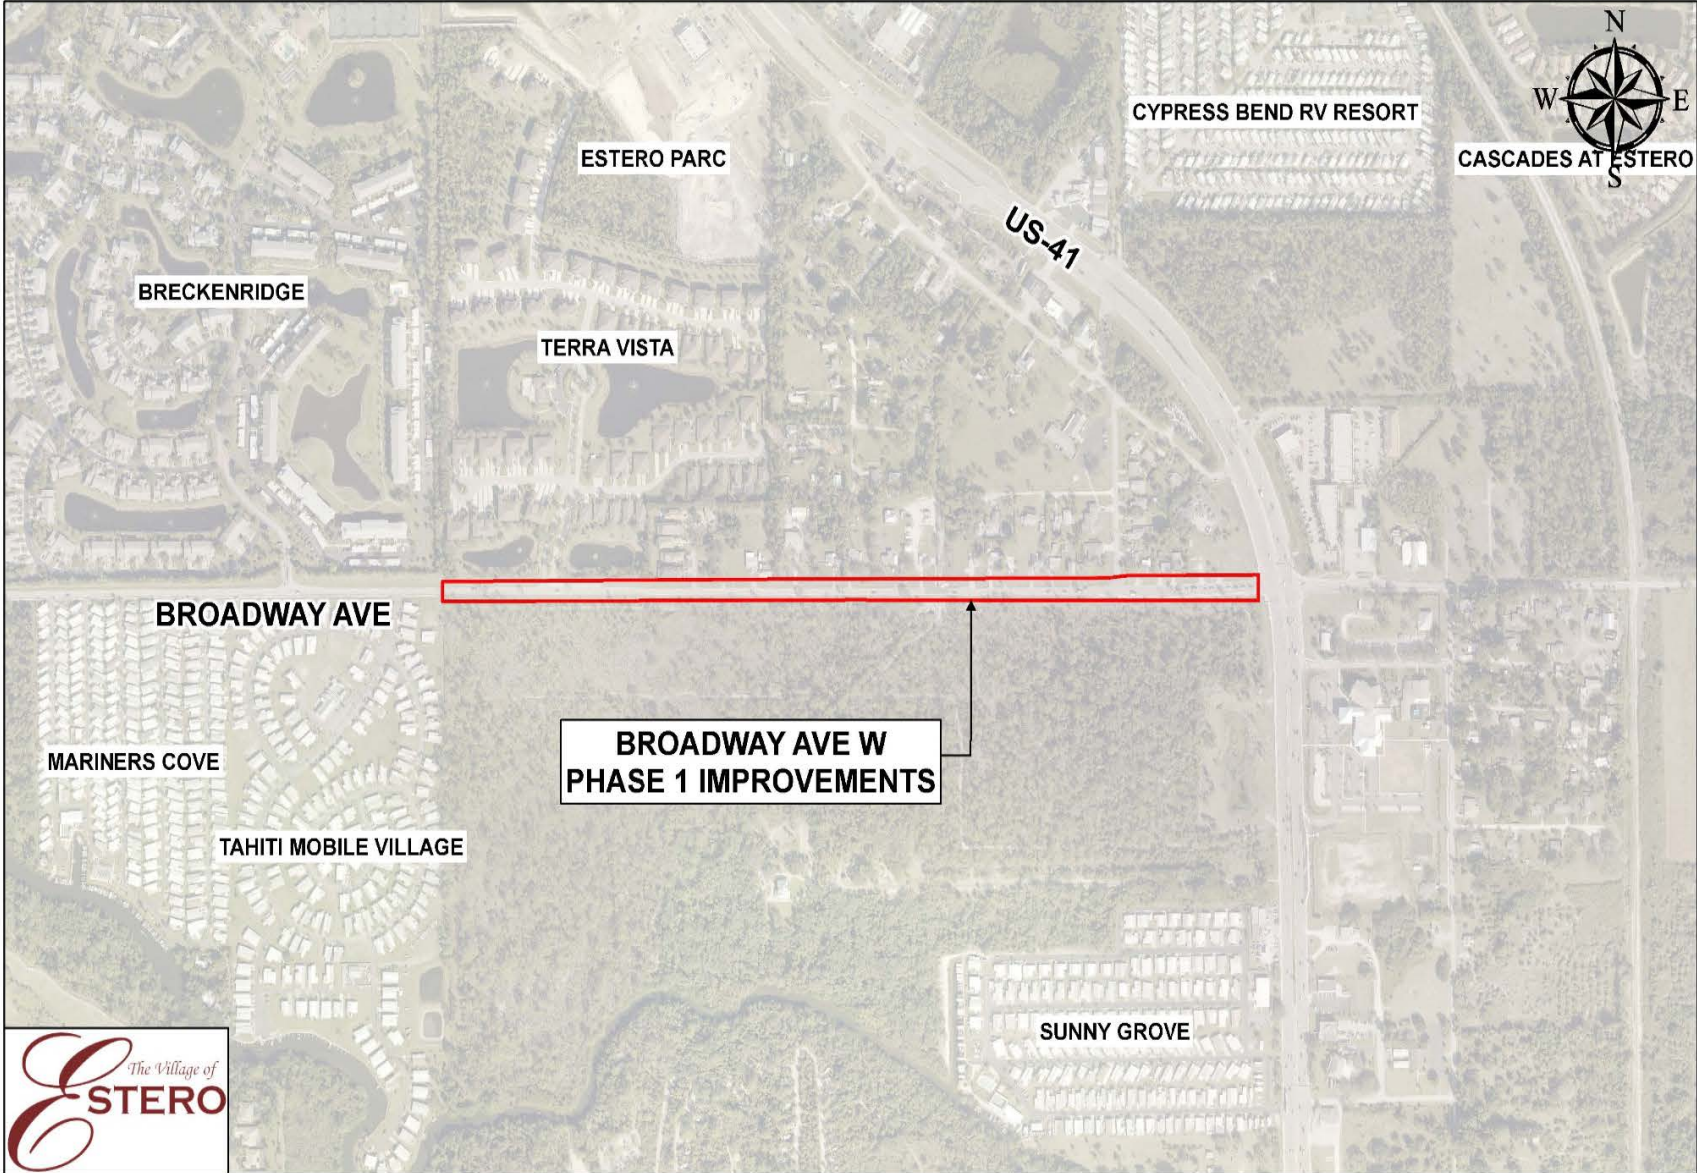 N
W E
S
CYPRESS BEND RV RESORT
CASCADES AT ESTERO
ESTERO PARC
US-41
BRECKENRIDGE
TERRA VISTA
BROADWAY AVE
BROADWAY AVE W
PHASE 1 IMPROVEMENTS
MARINERS COVE
TAHITI MOBILE VILLAGE
SUNNY GROVE
The Village of
ESTERO